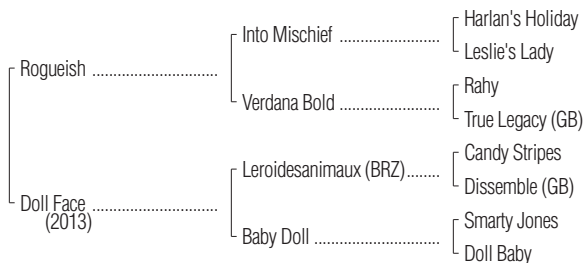 Harlan's Holiday
Into Mischief ....................
Leslie's Lady
Rogueish .........................
Rahy
Verdana Bold ....................
True Legacy (GB)
Candy Stripes
Leroidesanimaux (BRZ)........
Dissemble (GB)
Doll Face .........................
(2013)
Smarty Jones
Baby Doll .........................
Doll Baby